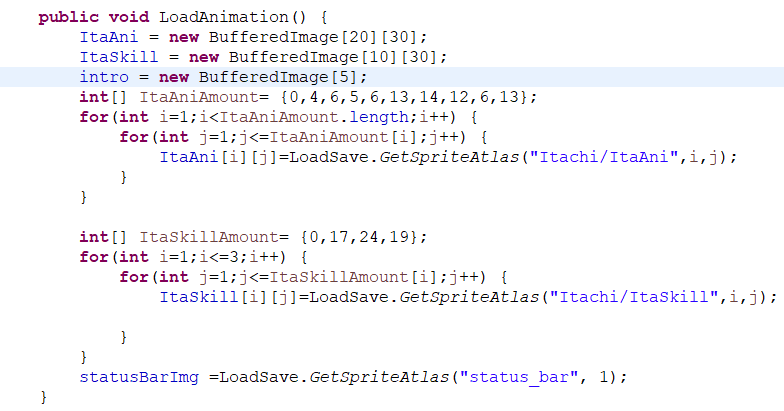 public void LoadAnimation() {
    ItaAni = new BufferedImage[20][30];
    ItaSkill = new BufferedImage[10][30];
    intro = new BufferedImage[5];
    int[] ItaAniAmount= {0,4,6,5,6,13,14,12,6,13};
    for(int i=1;i<ItaAniAmount.length;i++) {
        for(int j=1;j<=ItaAniAmount[i];j++) {
            ItaAni[i][j]=LoadSave.GetSpriteAtlas("Itachi/ItaAni",i,j);
        }
    }

    int[] ItaSkillAmount= {0,17,24,19};
    for(int i=1;i<=3;i++) {
        for(int j=1;j<=ItaSkillAmount[i];j++) {
            ItaSkill[i][j]=LoadSave.GetSpriteAtlas("Itachi/ItaSkill",i,j);

        }
    }
    statusBarImg =LoadSave.GetSpriteAtlas("status_bar", 1);
}